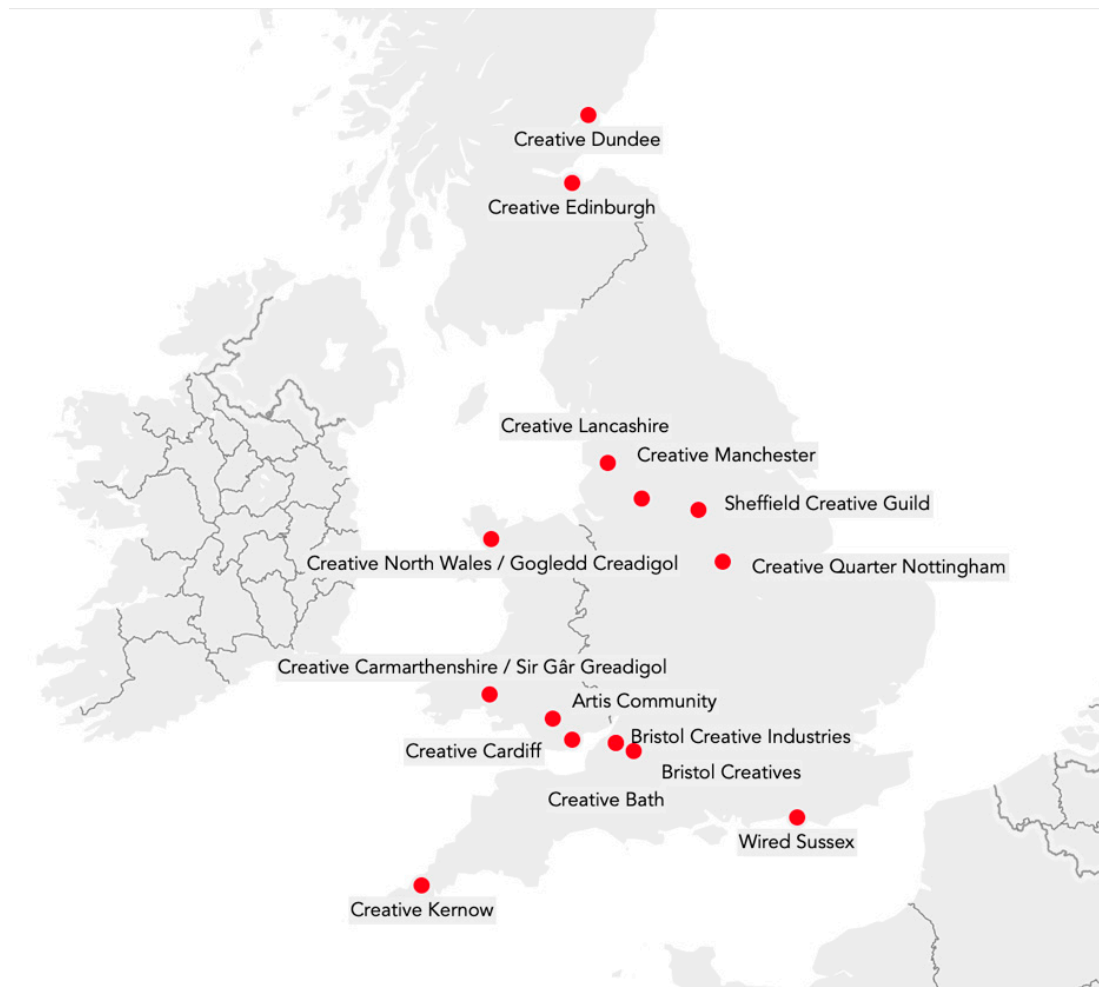 Creative Dundee
Creative Edinburgh
Creative Lancashire
Creative Manchester
Sheffield Creative Guild
Creative North Wales / Gogledd Creadigol
Creative Quarter Nottingham
Creative Carmarthenshire / Sir Gâr Greadigol
Artis Community
Bristol Creative Industries
Creative Cardiff
Bristol Creatives
Creative Bath
Wired Sussex
Creative Kernow